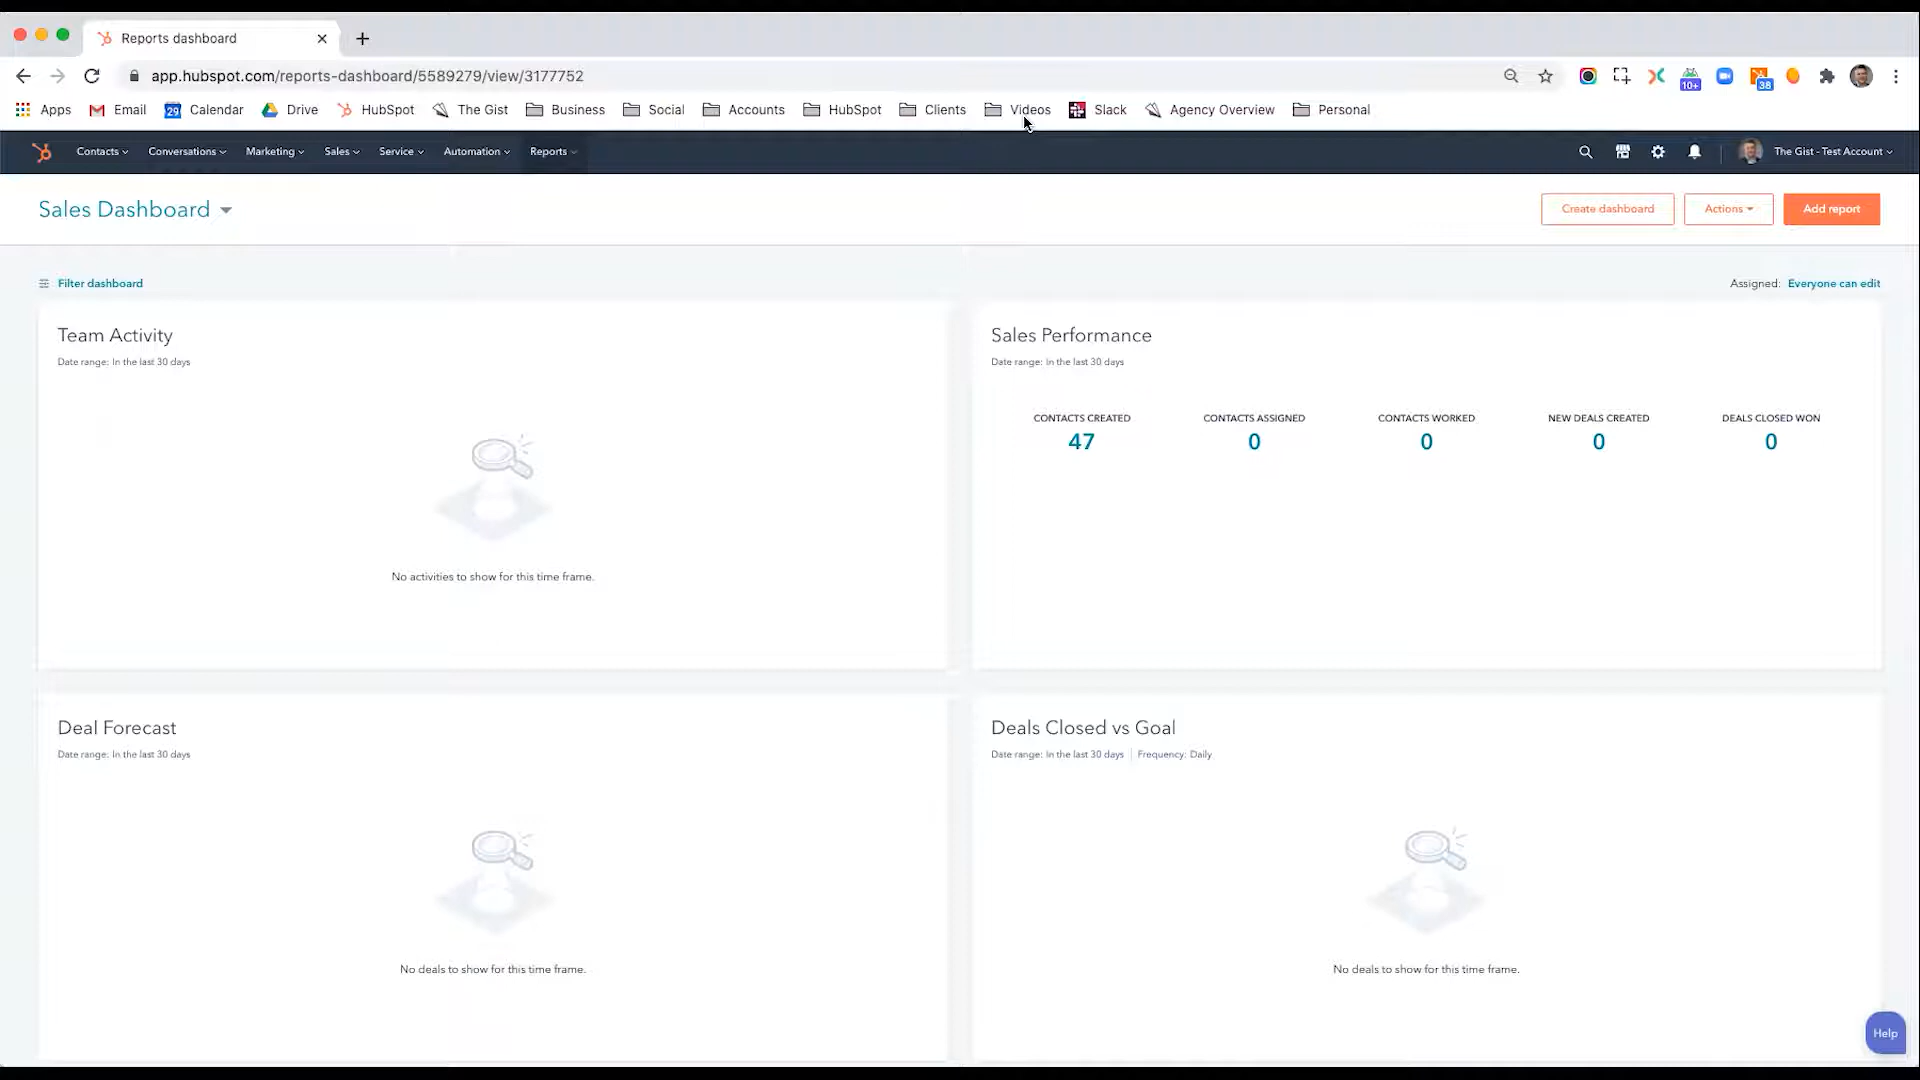 Reports dashboard
app.hubspot.com/reports-dashboard/5589279/view/3177752
10+
38
Apps Email 29 Calendar Drive HubSpot The Gist Business Social Accounts HubSpot Clients Videos Slack Agency Overview Personal
Contacts Conversations Marketing Sales Service Automation Reports The Gist - Test Account
Sales Dashboard
Create dashboard Actions Add report
Filter dashboard
Assigned: Everyone can edit
Team Activity
Date range: In the last 30 days
No activities to show for this time frame.
Sales Performance
Date range: In the last 30 days
CONTACTS CREATED CONTACTS ASSIGNED CONTACTS WORKED NEW DEALS CREATED DEALS CLOSED WON
47 0 0 0 0
Deal Forecast
Date range: In the last 30 days
No deals to show for this time frame.
Deals Closed vs Goal
Date range: In the last 30 days Frequency: Daily
No deals to show for this time frame.
Help